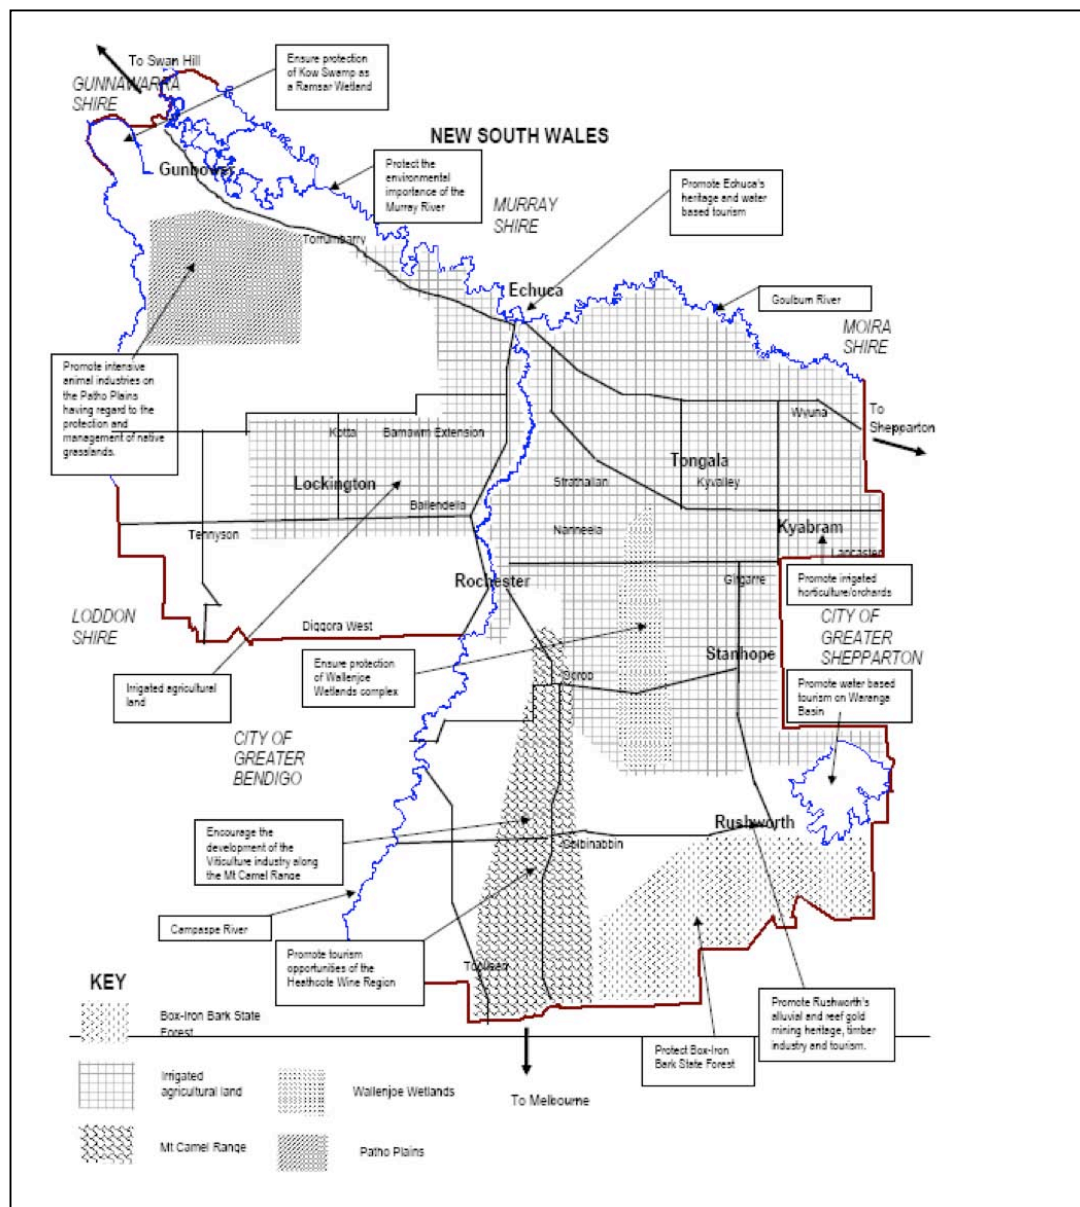 To Swan Hill
GUNNAWARRA
SHIRE
Ensure protection
of Kow Swamp as
a Ramsar Wetland
NEW SOUTH WALES
Gunbower
Protect the
environmental
importance of the
Murray River
MURRAY
SHIRE
Promote Echuca's
heritage and water
based tourism
Torrumbarry
Echuca
Goulburn River
MOIRA
SHIRE
Promote intensive
animal industries on
the Patho Plains
having regard to the
protection and
management of native
grasslands.
Wyuna
To
Shepparton
Kotta
Bamawm Extension
Tongala
Lockington
Strathallan
Kyvalley
Ballendella
Tennyson
Nanneela
Kyabram
Lancaster
Rochester
Girgarre
Promote irrigated
horticulture/orchards
LODDON
SHIRE
Diggora West
CITY OF
GREATER
SHEPPARTON
Stanhope
Ensure protection
of Wallenjoe
Wetlands complex
Corop
Irrigated agricultural
land
Promote water based
tourism on Waranga
Basin
CITY OF
GREATER
BENDIGO
Rushworth
Encourage the
development of the
Viticulture industry along
the Mt Camel Range
Colbinabbin
Campaspe River
Promote tourism
opportunities of the
Heathcote Wine Region
Toolleen
KEY
Box-Iron Bark State
Forest
Promote Rushworth's
alluvial and reef gold
mining heritage, timber
industry and tourism.
Protect Box-Iron
Bark State Forest
Irrigated
agricultural land
Wallenjoe Wetlands
To Melbourne
Mt Camel Range
Patho Plains